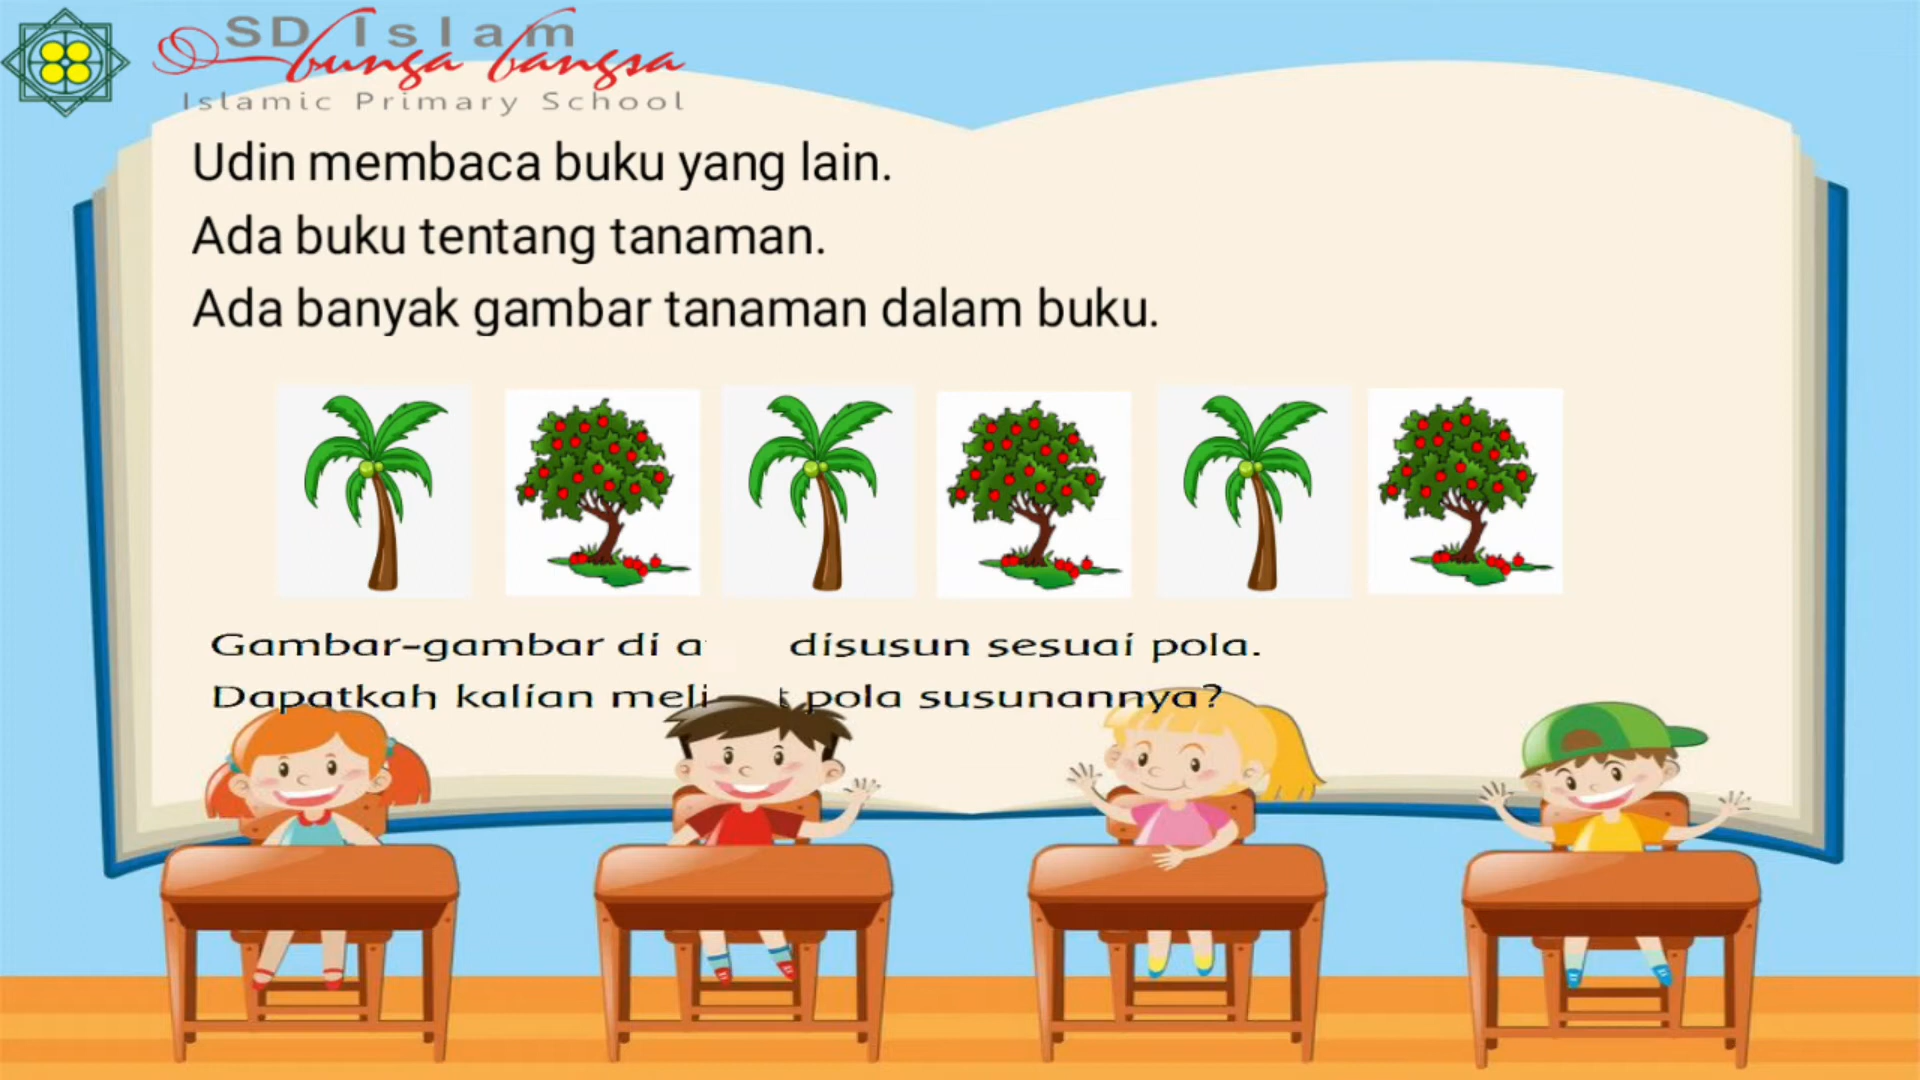 SD Islam
bunga bangsa
Islamic Primary School
Udin membaca buku yang lain.
Ada buku tentang tanaman.
Ada banyak gambar tanaman dalam buku.
Gambar-gambar di disusun sesuai pola.
Dapatkah kalian pola susunannya?